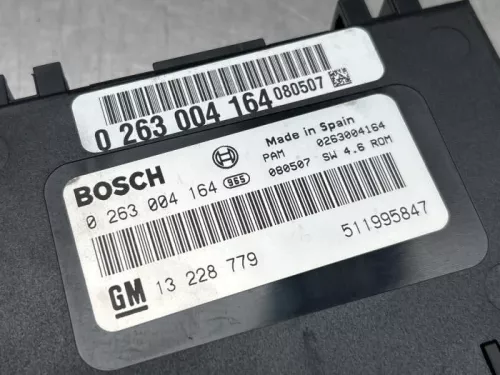 0 263 004 164 080507
BOSCH
Made in Spain
PAM 0263004164
0 263 004 164 S65 080507 SW 4.6 ROM
511995847
GM 13 228 779